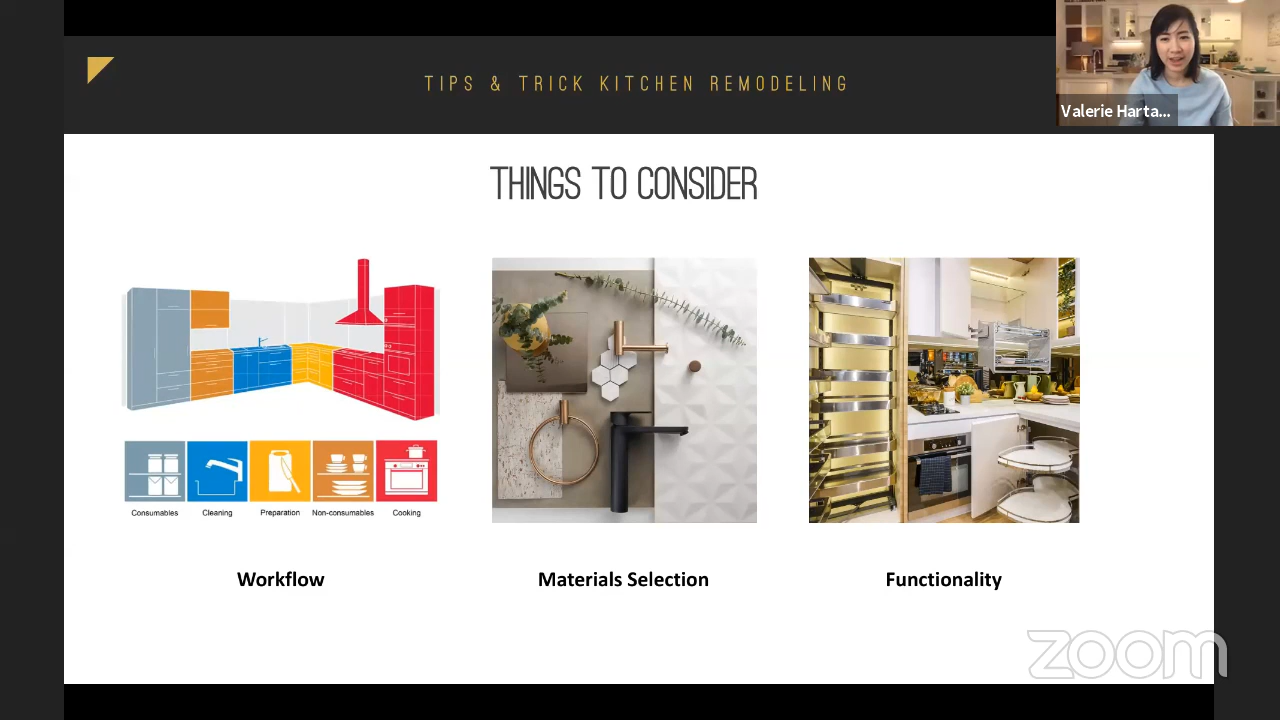 TIPS & TRICK KITCHEN REMODELING
Valerie Harta...
THINGS TO CONSIDER
Consumables
Cleaning
Preparation
Non-consumables
Cooking
Workflow
Materials Selection
Functionality
zoom